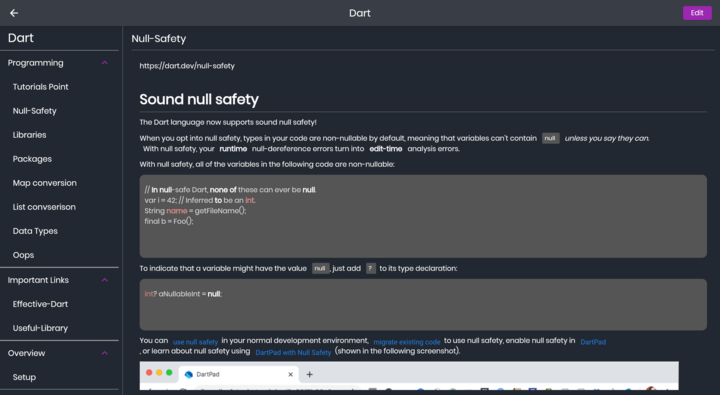 Dart
Edit
Dart
Programming
Tutorials Point
Null-Safety
Libraries
Packages
Map conversion
List convserison
Data Types
Oops
Important Links
Effective-Dart
Useful-Library
Overview
Setup
Null-Safety
https://dart.dev/null-safety
Sound null safety
The Dart language now supports sound null safety!
When you opt into null safety, types in your code are non-nullable by default, meaning that variables can't contain null unless you say they can.
With null safety, your runtime null-dereference errors turn into edit-time analysis errors.
With null safety, all of the variables in the following code are non-nullable:
// In null-safe Dart, none of these can ever be null.
var i = 42; // Inferred to be an int.
String name = getFileName();
final b = Foo();
To indicate that a variable might have the value null, just add ? to its type declaration:
int? aNullableInt = null;
You can use null safety in your normal development environment, migrate existing code to use null safety, enable null safety in DartPad
, or learn about null safety using DartPad with Null Safety (shown in the following screenshot).
DartPad